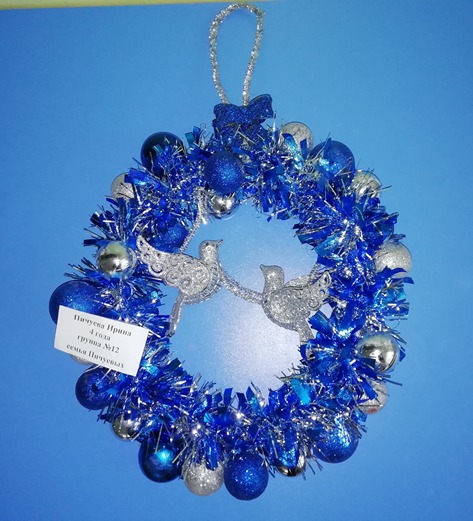 Пичуева Ирина
4 года
группа №12
семья Пичуевых